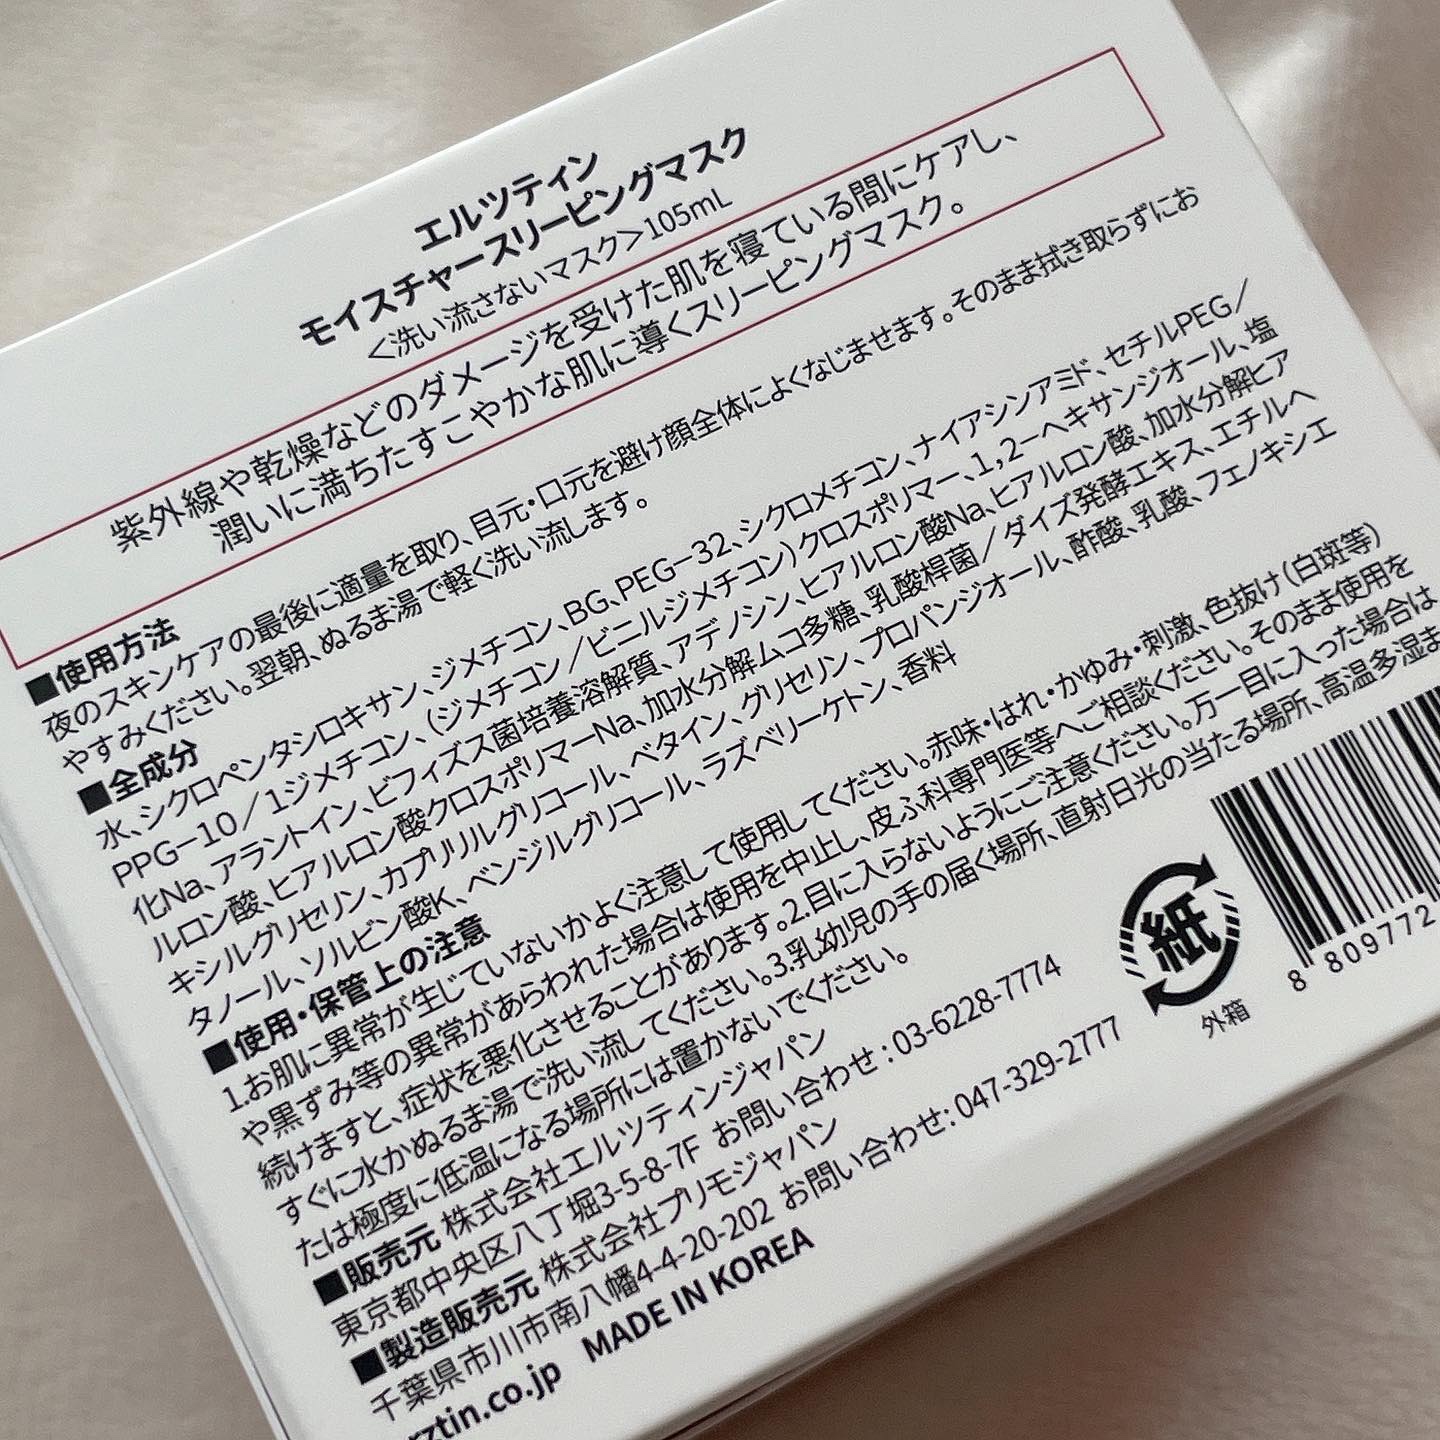 エルツティン
モイスチャースリーピングマスク
<洗い流さないマスク>105mL
紫外線や乾燥などのダメージを受けた肌を寝ている間にケアし、
潤いに満ちたすこやかな肌に導くスリーピングマスク。
■使用方法
夜のスキンケアの最後に適量を取り、目元・口元を避け顔全体によくなじませます。そのまま拭き取らずにお
やすみください。翌朝、ぬるま湯で軽く洗い流します。
■全成分
水、シクロペンタシロキサン、ジメチコン、BG、PEG-32、シクロメチコン、ナイアシンアミド、セチルPEG/
PPG-10/1ジメチコン、(ジメチコン/ビニルジメチコン)クロスポリマー、1,2-ヘキサンジオール、塩
化Na、アラントイン、ビフィズス菌培養溶解質、アデノシン、ヒアルロン酸Na、ヒアルロン酸、加水分解ヒア
ルロン酸、ヒアルロン酸クロスポリマーNa、加水分解ムコ多糖、乳酸桿菌/ダイズ発酵エキス、エチルヘ
キシルグリセリン、カプリリルグリコール、ベタイン、グリセリン、プロパンジオール、酢酸、乳酸、フェノキシエ
タノール、ソルビン酸K、ベンジルグリコール、ラズベリーケトン、香料
■使用・保管上の注意
1.お肌に異常が生じていないかよく注意して使用してください。赤味・はれ・かゆみ・刺激、色抜け(白斑等)
や黒ずみ等の異常があらわれた場合は使用を中止し、皮ふ科専門医等へご相談ください。そのまま使用を
続けますと、症状を悪化させることがあります。2.目に入らないようにご注意ください。万一目に入った場合は
すぐに水かぬるま湯で洗い流してください。3.乳幼児の手の届く場所、直射日光の当たる場所、高温多湿ま
たは極度に低温になる場所には置かないでください。
■販売元 株式会社エルツティンジャパン
東京都中央区八丁堀3-5-8-7F お問い合わせ : 03-6228-7774
■製造販売元 株式会社プリモジャパン
千葉県市川市南八幡4-4-20-202 お問い合わせ: 047-329-2777
rztin.co.jp MADE IN KOREA
紙
外箱
8 809772